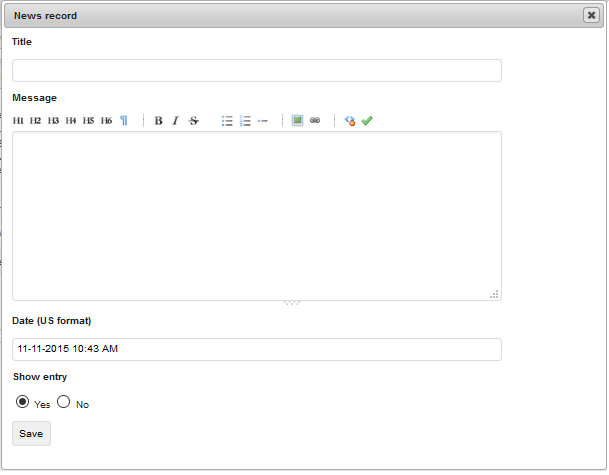 News record
Title
Message
H1 H2 H3 H4 H5 H6 ¶ B I S
Date (US format)
11-11-2015 10:43 AM
Show entry
Yes No
Save